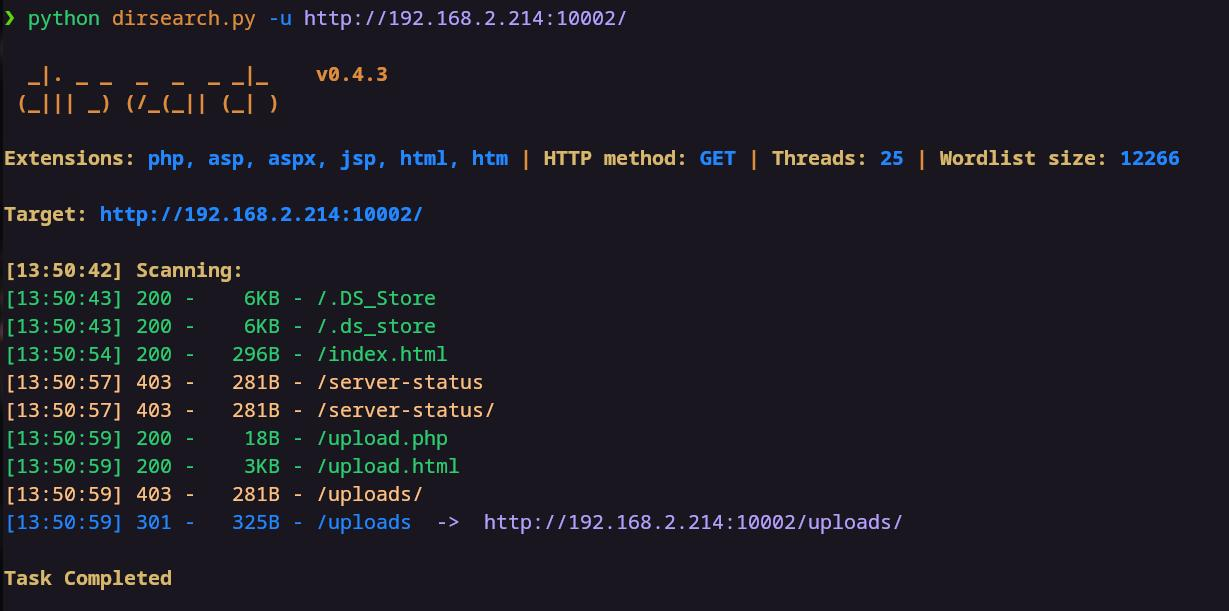 ❯ python dirsearch.py -u http://192.168.2.214:10002/
  _|. _ _  _  _  _ _|_    v0.4.3
 (_||| _) (/_(_|| (_| )
Extensions: php, asp, aspx, jsp, html, htm | HTTP method: GET | Threads: 25 | Wordlist size: 12266
Target: http://192.168.2.214:10002/
[13:50:42] Scanning:
[13:50:43] 200 -    6KB - /.DS_Store
[13:50:43] 200 -    6KB - /.ds_store
[13:50:54] 200 -   296B - /index.html
[13:50:57] 403 -   281B - /server-status
[13:50:57] 403 -   281B - /server-status/
[13:50:59] 200 -    18B - /upload.php
[13:50:59] 200 -    3KB - /upload.html
[13:50:59] 403 -   281B - /uploads/
[13:50:59] 301 -   325B - /uploads  ->  http://192.168.2.214:10002/uploads/
Task Completed